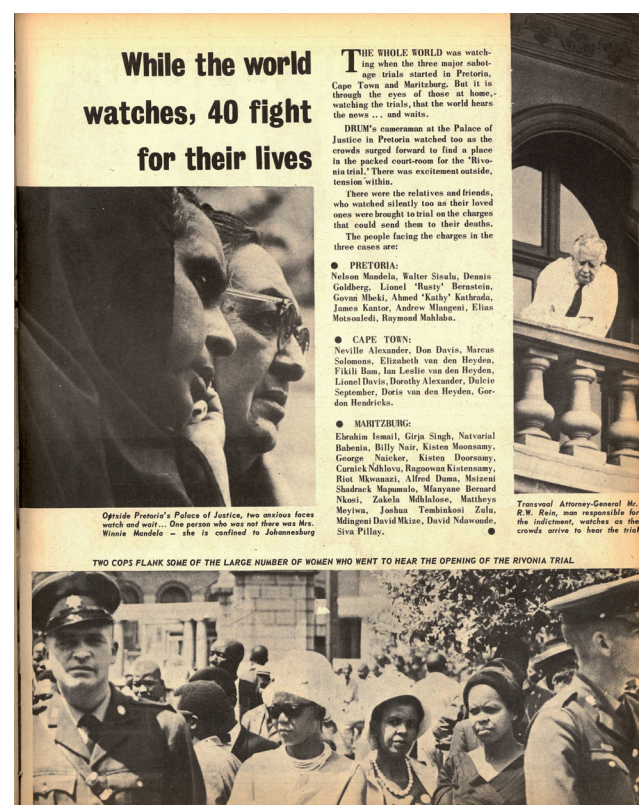 While the world
watches, 40 fight
for their lives
THE WHOLE WORLD was watch-
ing when the three major sabot-
age trials started in Pretoria,
Cape Town and Maritzburg. But it is
through the eyes of those at home,
watching the trials, that the world hears
the news ... and waits.
DRUM's cameraman at the Palace of
Justice in Pretoria watched too as the
crowds surged forward to find a place
in the packed court-room for the 'Rivo-
nia trial.' There was excitement outside,
tension within.
There were the relatives and friends,
who watched silently too as their loved
ones were brought to trial on the charges
that could send them to their deaths.
The people facing the charges in the
three cases are:
● PRETORIA:
Nelson Mandela, Walter Sisulu, Dennis
Goldberg, Lionel 'Rusty' Bernstein,
Govan Mbeki, Ahmed 'Kathy' Kathrada,
James Kantor, Andrew Mlangeni, Elias
Motsoaledi, Raymond Mahlaba.
● CAPE TOWN:
Neville Alexander, Don Davis, Marcus
Solomons, Elizabeth van den Heyden,
Fikili Bam, Ian Leslie van den Heyden,
Lionel Davis, Dorothy Alexander, Dulcie
September, Doris van den Heyden, Gor-
don Hendricks.
● MARITZBURG:
Ebrahim Ismail, Girja Singh, Natvarial
Babenia, Billy Nair, Kisten Moonsamy,
George Naicker, Kisten Doorsamy,
Curnick Ndhlovu, Ragoowan Kistensamy,
Riot Mkwanazi, Alfred Duma, Msizeni
Shadrack Mapumulo, Mfanyane Bernard
Nkosi, Zakela Mdhlalose, Mattheys
Meyiwa, Joshua Tembinkosi Zulu,
Mdingeni David Mkize, David Ndawonde,
Siva Pillay. ●
Outside Pretoria's Palace of Justice, two anxious faces
watch and wait... One person who was not there was Mrs.
Winnie Mandela – she is confined to Johannesburg
Transvaal Attorney-General Mr.
R.W. Rein, man responsible for
the indictment, watches as the
crowds arrive to hear the trial
TWO COPS FLANK SOME OF THE LARGE NUMBER OF WOMEN WHO WENT TO HEAR THE OPENING OF THE RIVONIA TRIAL